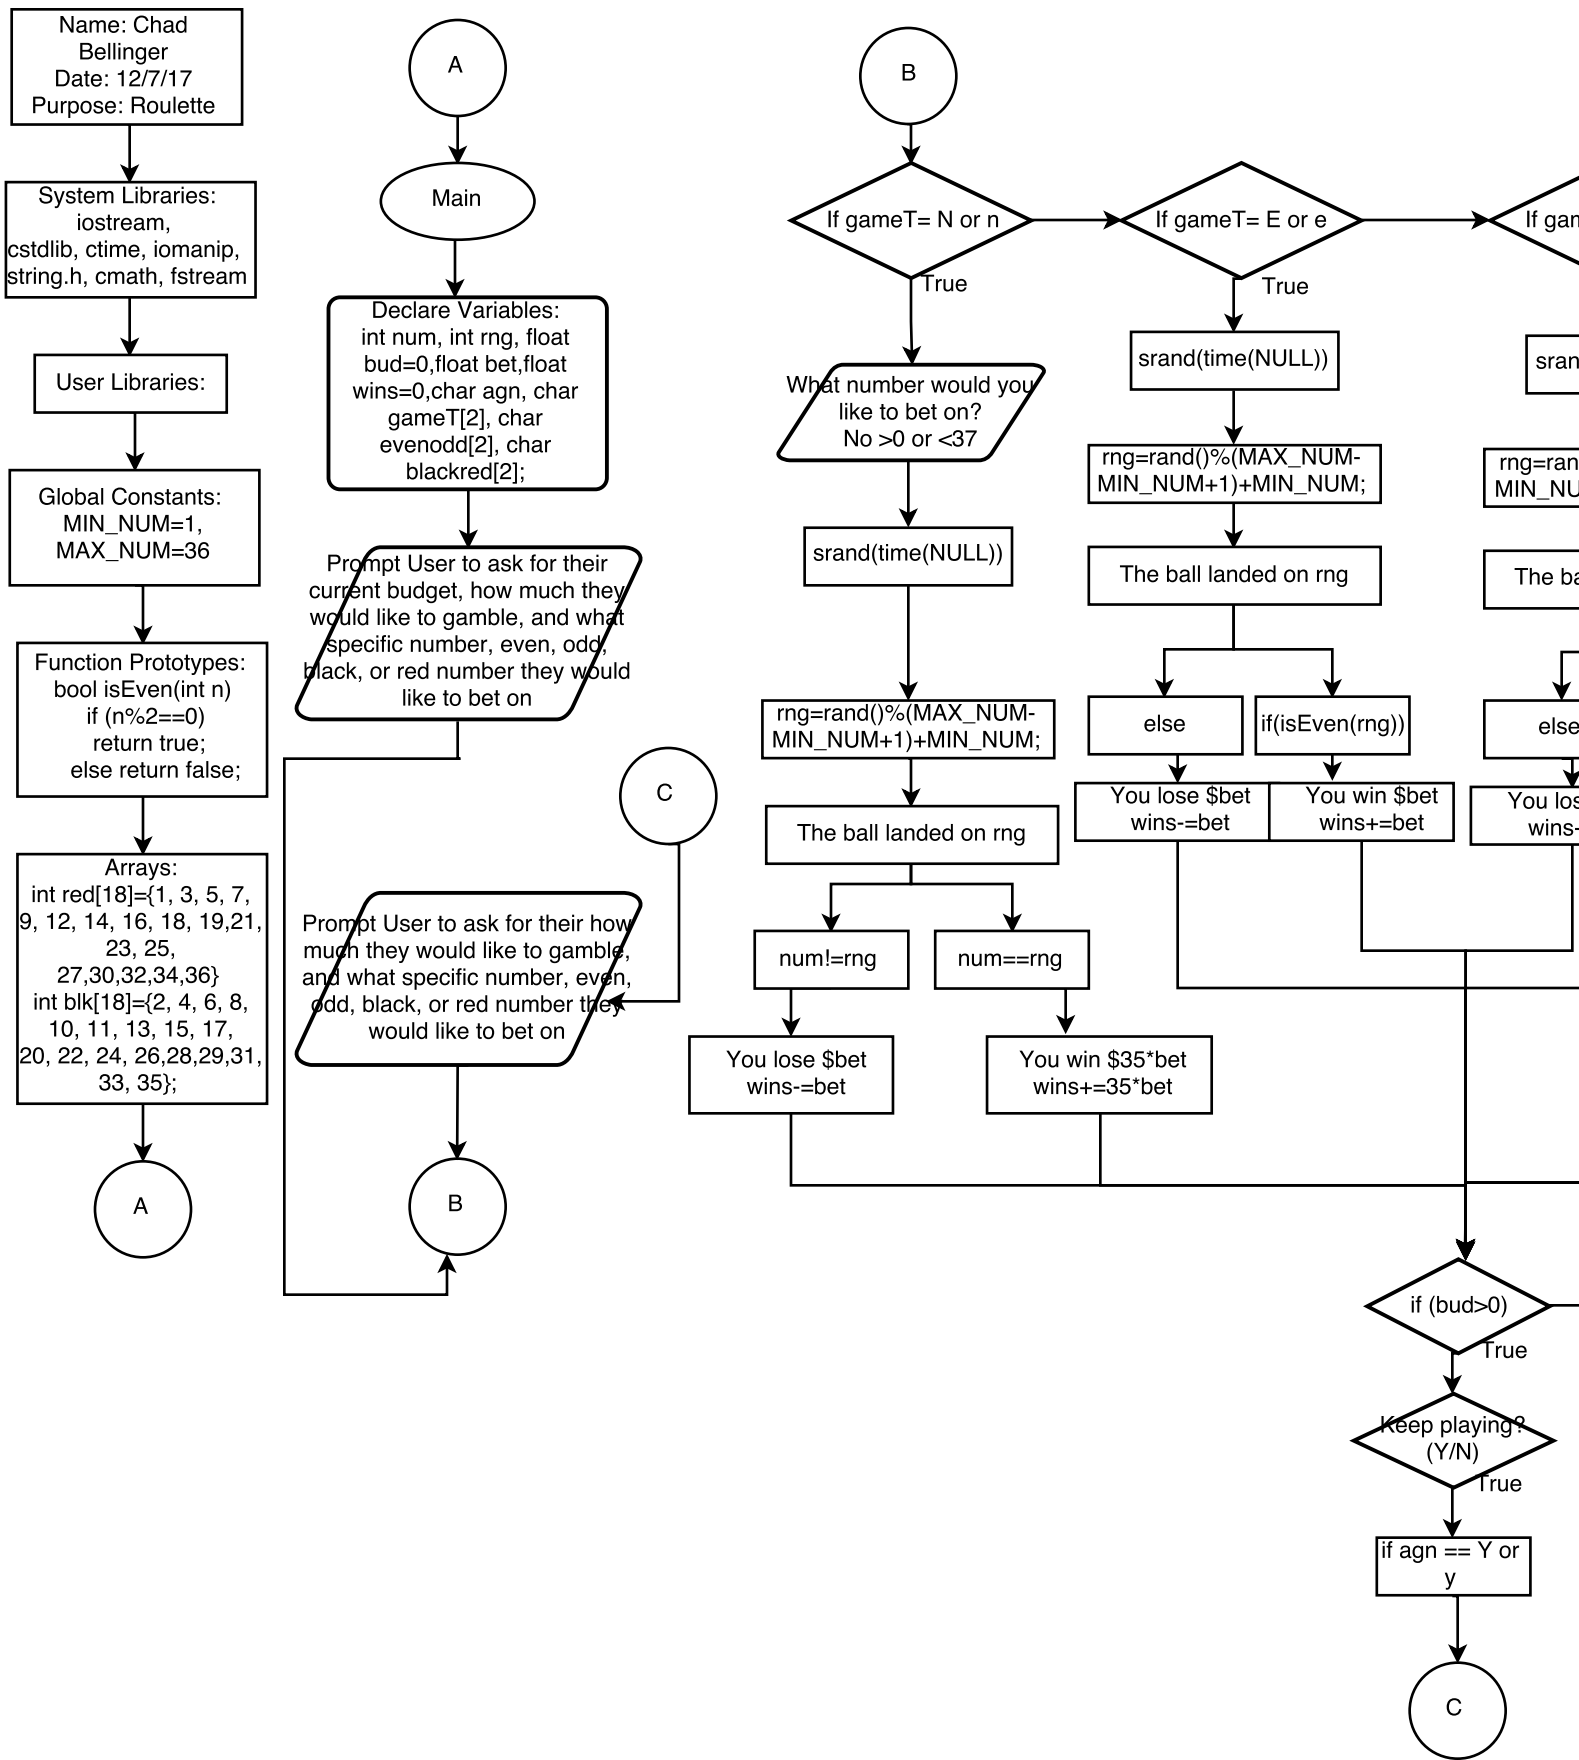 Name: Chad
Bellinger
Date: 12/7/17
Purpose: Roulette
System Libraries:
iostream,
cstdlib, ctime, iomanip,
string.h, cmath, fstream
User Libraries:
Global Constants:
MIN_NUM=1,
MAX_NUM=36
Function Prototypes:
bool isEven(int n)
if (n%2==0)
return true;
else return false;
Arrays:
int red[18]={1, 3, 5, 7,
9, 12, 14, 16, 18, 19,21,
23, 25,
27,30,32,34,36}
int blk[18]={2, 4, 6, 8,
10, 11, 13, 15, 17,
20, 22, 24, 26,28,29,31,
33, 35};
A
A
Main
Declare Variables:
int num, int rng, float
bud=0,float bet,float
wins=0,char agn, char
gameT[2], char
evenodd[2], char
blackred[2];
Prompt User to ask for their
current budget, how much they
would like to gamble, and what
specific number, even, odd,
black, or red number they would
like to bet on
C
Prompt User to ask for their how
much they would like to gamble,
and what specific number, even,
odd, black, or red number they
would like to bet on
B
B
If gameT= N or n
True
What number would you
like to bet on?
No >0 or <37
srand(time(NULL))
rng=rand()%(MAX_NUM-
MIN_NUM+1)+MIN_NUM;
The ball landed on rng
num!=rng
num==rng
You lose $bet
wins-=bet
You win $35*bet
wins+=35*bet
If gameT= E or e
True
srand(time(NULL))
rng=rand()%(MAX_NUM-
MIN_NUM+1)+MIN_NUM;
The ball landed on rng
else
if(isEven(rng))
You lose $bet
wins-=bet
You win $bet
wins+=bet
If gam
sran
rng=ran
MIN_NU
The ba
else
You los
wins-
if (bud>0)
True
Keep playing?
(Y/N)
True
if agn == Y or
y
C